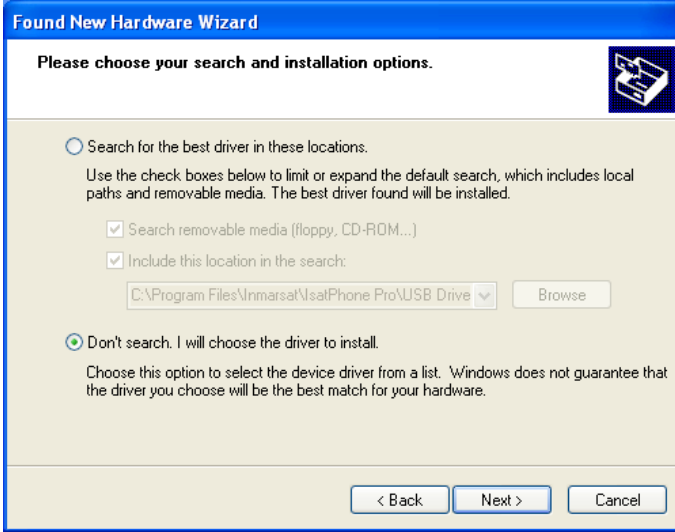 Found New Hardware Wizard
Please choose your search and installation options.
Search for the best driver in these locations.
Use the check boxes below to limit or expand the default search, which includes local
paths and removable media. The best driver found will be installed.
Search removable media (floppy, CD-ROM...)
Include this location in the search:
C:\Program Files\Inmarsat\IsatPhone Pro\USB Drive
Browse
Don't search. I will choose the driver to install.
Choose this option to select the device driver from a list. Windows does not guarantee that
the driver you choose will be the best match for your hardware.
< Back Next > Cancel